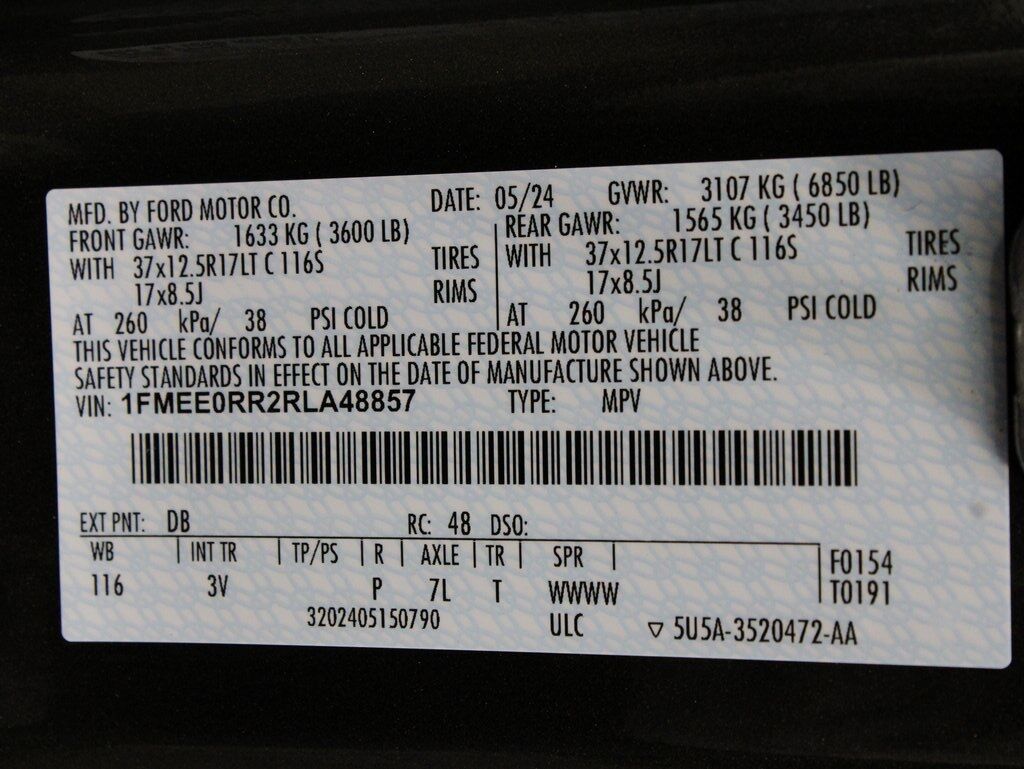 MFD. BY FORD MOTOR CO. DATE: 05/24 GVWR: 3107 KG ( 6850 LB)
FRONT GAWR: 1633 KG ( 3600 LB) REAR GAWR: 1565 KG ( 3450 LB)
WITH 37x12.5R17LT C 116S TIRES WITH 37x12.5R17LT C 116S TIRES
17x8.5J RIMS 17x8.5J RIMS
AT 260 kPa/ 38 PSI COLD AT 260 kPa/ 38 PSI COLD
THIS VEHICLE CONFORMS TO ALL APPLICABLE FEDERAL MOTOR VEHICLE
SAFETY STANDARDS IN EFFECT ON THE DATE OF MANUFACTURE SHOWN ABOVE.
VIN: 1FMEE0RR2RLA48857 TYPE: MPV
EXT PNT: DB RC: 48 DSO:
WB INT TR TP/PS R AXLE TR SPR F0154
116 3V P 7L T WWWW T0191
3202405150790 ULC ▽ 5U5A-3520472-AA